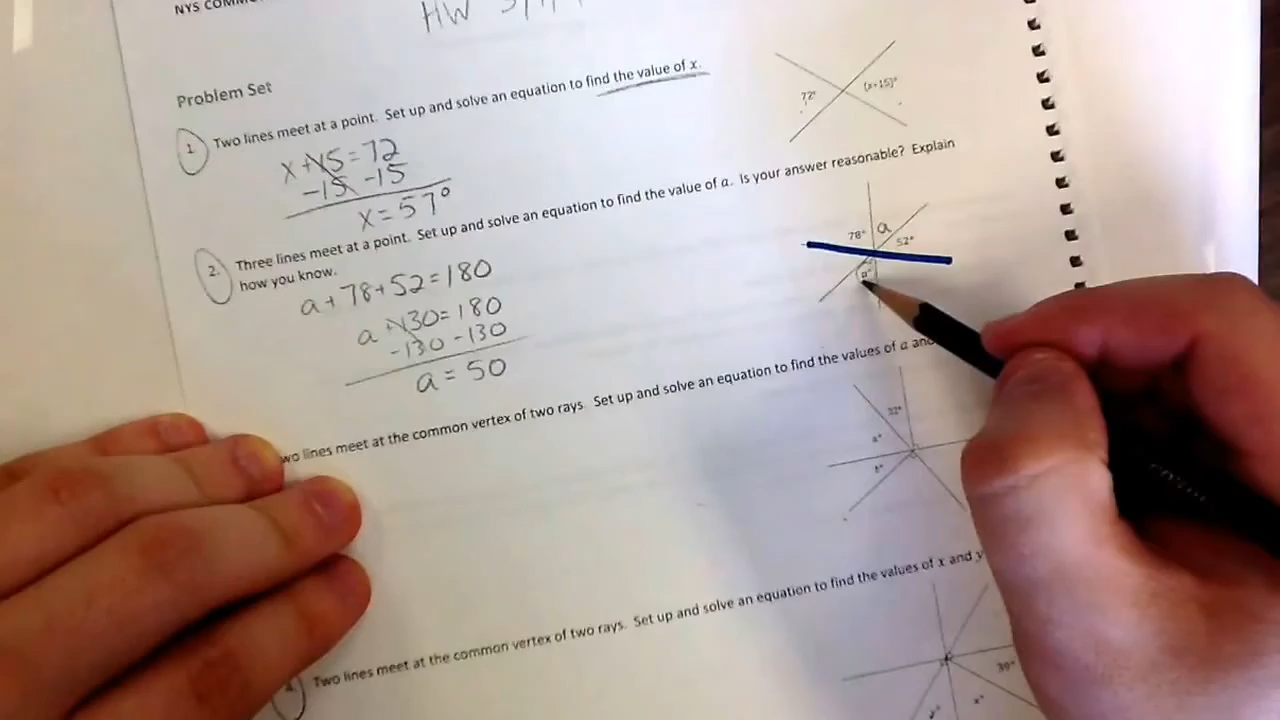 NYS COMMO
HW
Problem Set
1. Two lines meet at a point. Set up and solve an equation to find the value of x.
72°
(x+15)°
x+15=72
-15 -15
x=57°
2. Three lines meet at a point. Set up and solve an equation to find the value of a. Is your answer reasonable? Explain
how you know.
78°
a
52°
a°
a+78+52=180
a+130=180
-130 -130
a=50
wo lines meet at the common vertex of two rays. Set up and solve an equation to find the values of a and
32°
a°
b°
4. Two lines meet at the common vertex of two rays. Set up and solve an equation to find the values of x and y
39°
x°
y°